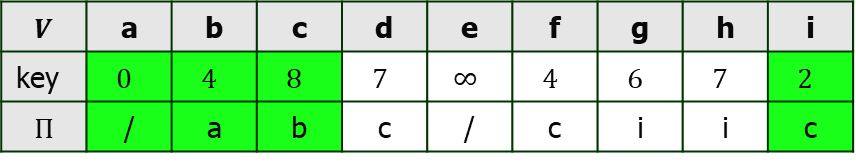 V a b c d e f g h i
key 0 4 8 7 ∞ 4 6 7 2
Π / a b c / c i i c